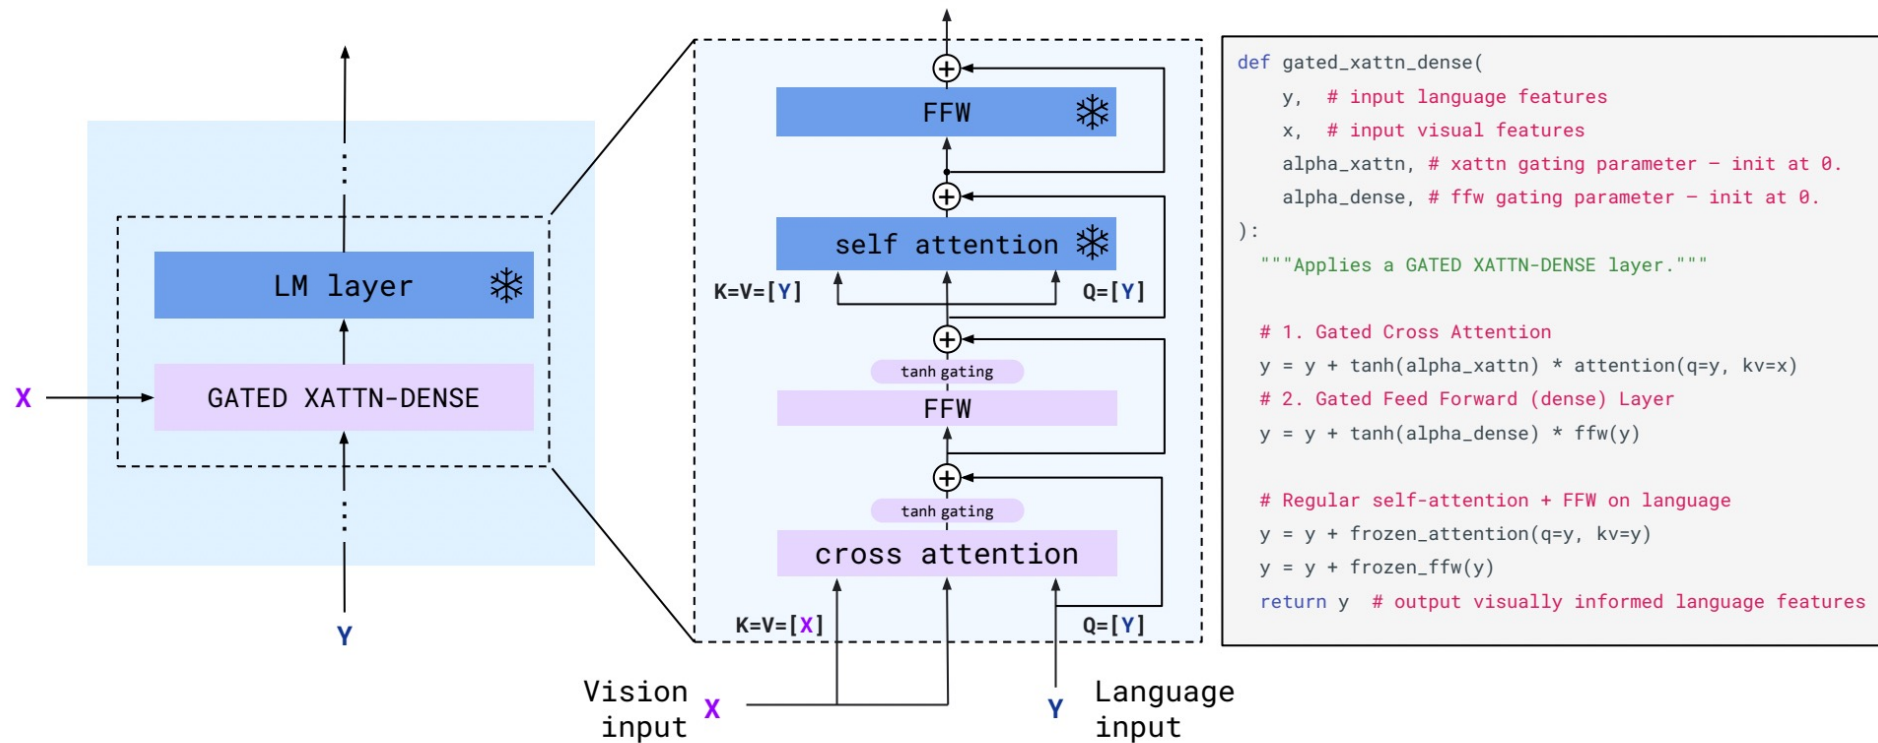 LM layer
GATED XATTN-DENSE
X
Y
FFW
self attention
K=V=[Y]
Q=[Y]
tanh gating
FFW
tanh gating
cross attention
K=V=[X]
Q=[Y]
Vision
input
X
Y
Language
input
def gated_xattn_dense(
    y,  # input language features
    x,  # input visual features
    alpha_xattn, # xattn gating parameter – init at 0.
    alpha_dense, # ffw gating parameter – init at 0.
):
  """Applies a GATED XATTN-DENSE layer."""
  # 1. Gated Cross Attention
  y = y + tanh(alpha_xattn) * attention(q=y, kv=x)
  # 2. Gated Feed Forward (dense) Layer
  y = y + tanh(alpha_dense) * ffw(y)
  # Regular self-attention + FFW on language
  y = y + frozen_attention(q=y, kv=y)
  y = y + frozen_ffw(y)
  return y  # output visually informed language features